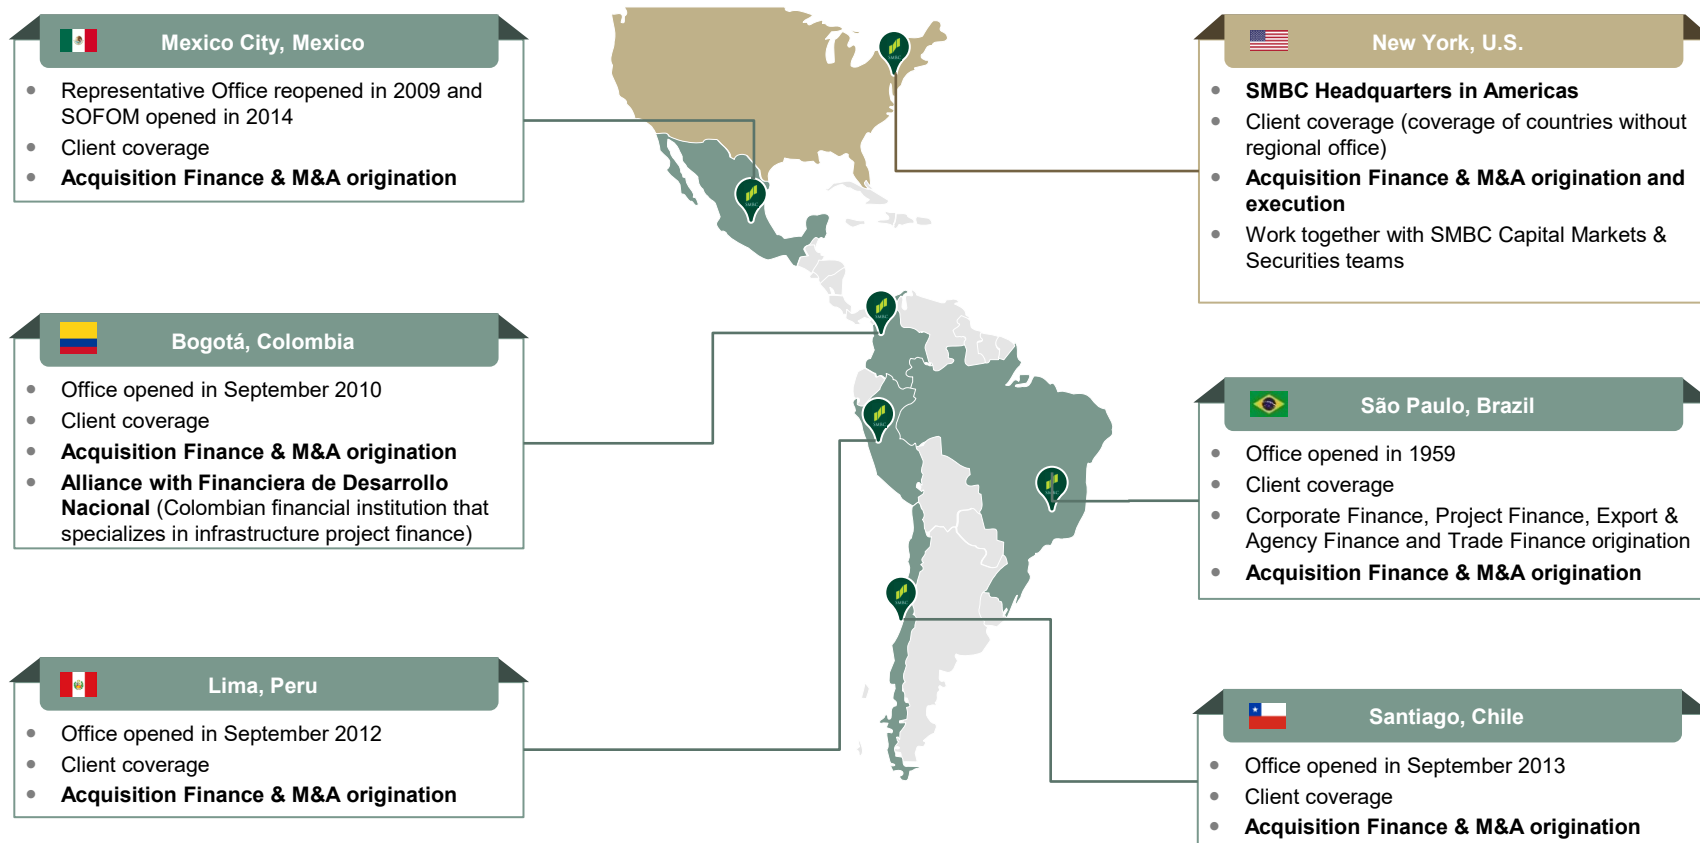 Mexico City, Mexico
Representative Office reopened in 2009 and
SOFOM opened in 2014
Client coverage
Acquisition Finance & M&A origination
Bogotá, Colombia
Office opened in September 2010
Client coverage
Acquisition Finance & M&A origination
Alliance with Financiera de Desarrollo
Nacional (Colombian financial institution that
specializes in infrastructure project finance)
Lima, Peru
Office opened in September 2012
Client coverage
Acquisition Finance & M&A origination
SMBC
SMBC
SMBC
SMBC
SMBC
SMBC
New York, U.S.
SMBC Headquarters in Americas
Client coverage (coverage of countries without
regional office)
Acquisition Finance & M&A origination and
execution
Work together with SMBC Capital Markets &
Securities teams
São Paulo, Brazil
Office opened in 1959
Client coverage
Corporate Finance, Project Finance, Export &
Agency Finance and Trade Finance origination
Acquisition Finance & M&A origination
Santiago, Chile
Office opened in September 2013
Client coverage
Acquisition Finance & M&A origination